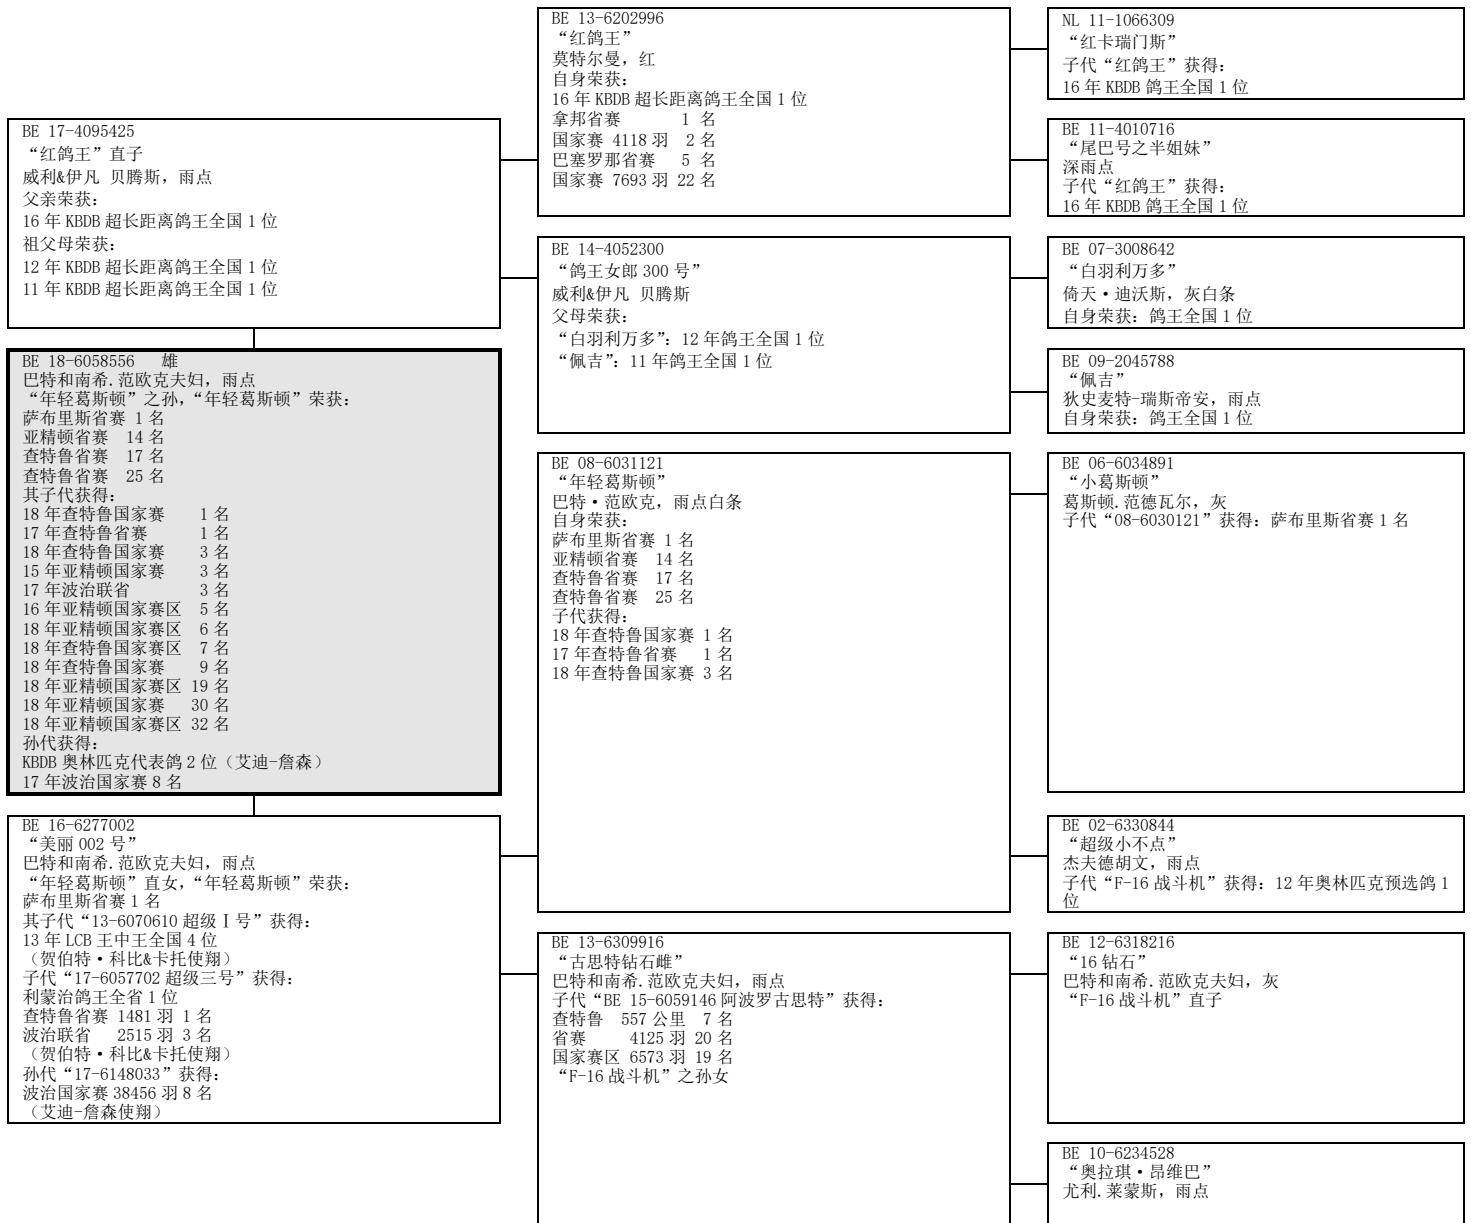 BE 17-4095425
“红鸽王”直子
威利&伊凡 贝腾斯，雨点
父亲荣获：
16 年 KBDB 超长距离鸽王全国 1 位
祖父母荣获：
12 年 KBDB 超长距离鸽王全国 1 位
11 年 KBDB 超长距离鸽王全国 1 位
BE 18-6058556 雄
巴特和南希.范欧克夫妇，雨点
“年轻葛斯顿”之孙，“年轻葛斯顿”荣获：
萨布里斯省赛 1 名
亚精顿省赛 14 名
查特鲁省赛 17 名
查特鲁省赛 25 名
其子代获得：
18 年查特鲁国家赛 1 名
17 年查特鲁省赛 1 名
18 年查特鲁国家赛 3 名
15 年亚精顿国家赛 3 名
17 年波治联省 3 名
16 年亚精顿国家赛区 5 名
18 年亚精顿国家赛区 6 名
18 年查特鲁国家赛区 7 名
18 年查特鲁国家赛 9 名
18 年亚精顿国家赛区 19 名
18 年亚精顿国家赛 30 名
18 年亚精顿国家赛区 32 名
孙代获得：
KBDB 奥林匹克代表鸽 2 位（艾迪-詹森）
17 年波治国家赛 8 名
BE 16-6277002
“美丽 002 号”
巴特和南希.范欧克夫妇，雨点
“年轻葛斯顿”直女，“年轻葛斯顿”荣获：
萨布里斯省赛 1 名
其子代“13-6070610 超级Ⅰ号”获得：
13 年 LCB 王中王全国 4 位
（贺伯特·科比&卡托使翔）
子代“17-6057702 超级三号”获得：
利蒙治鸽王全省 1 位
查特鲁省赛 1481 羽 1 名
波治联省 2515 羽 3 名
（贺伯特·科比&卡托使翔）
孙代“17-6148033”获得：
波治国家赛 38456 羽 8 名
（艾迪-詹森使翔）
BE 13-6202996
“红鸽王”
莫特尔曼，红
自身荣获：
16 年 KBDB 超长距离鸽王全国 1 位
拿邦省赛 1 名
国家赛 4118 羽 2 名
巴塞罗那省赛 5 名
国家赛 7693 羽 22 名
BE 14-4052300
“鸽王女郎 300 号”
威利&伊凡 贝腾斯
父母荣获：
“白羽利万多”：12 年鸽王全国 1 位
“佩吉”：11 年鸽王全国 1 位
BE 08-6031121
“年轻葛斯顿”
巴特·范欧克，雨点白条
自身荣获：
萨布里斯省赛 1 名
亚精顿省赛 14 名
查特鲁省赛 17 名
查特鲁省赛 25 名
子代获得：
18 年查特鲁国家赛 1 名
17 年查特鲁省赛 1 名
18 年查特鲁国家赛 3 名
BE 13-6309916
“古思特钻石雌”
巴特和南希.范欧克夫妇，雨点
子代“BE 15-6059146 阿波罗古思特”获得：
查特鲁 557 公里 7 名
省赛 4125 羽 20 名
国家赛区 6573 羽 19 名
“F-16 战斗机”之孙女
NL 11-1066309
“红卡瑞门斯”
子代“红鸽王”获得：
16 年 KBDB 鸽王全国 1 位
BE 11-4010716
“尾巴号之半姐妹”
深雨点
子代“红鸽王”获得：
16 年 KBDB 鸽王全国 1 位
BE 07-3008642
“白羽利万多”
倚天·迪沃斯，灰白条
自身荣获：鸽王全国 1 位
BE 09-2045788
“佩吉”
狄史麦特-瑞斯帝安，雨点
自身荣获：鸽王全国 1 位
BE 06-6034891
“小葛斯顿”
葛斯顿.范德瓦尔，灰
子代“08-6030121”获得：萨布里斯省赛 1 名
BE 02-6330844
“超级小不点”
杰夫德胡文，雨点
子代“F-16 战斗机”获得：12 年奥林匹克预选鸽 1
位
BE 12-6318216
“16 钻石”
巴特和南希.范欧克夫妇，灰
“F-16 战斗机”直子
BE 10-6234528
“奥拉琪·昂维巴”
尤利.莱蒙斯，雨点